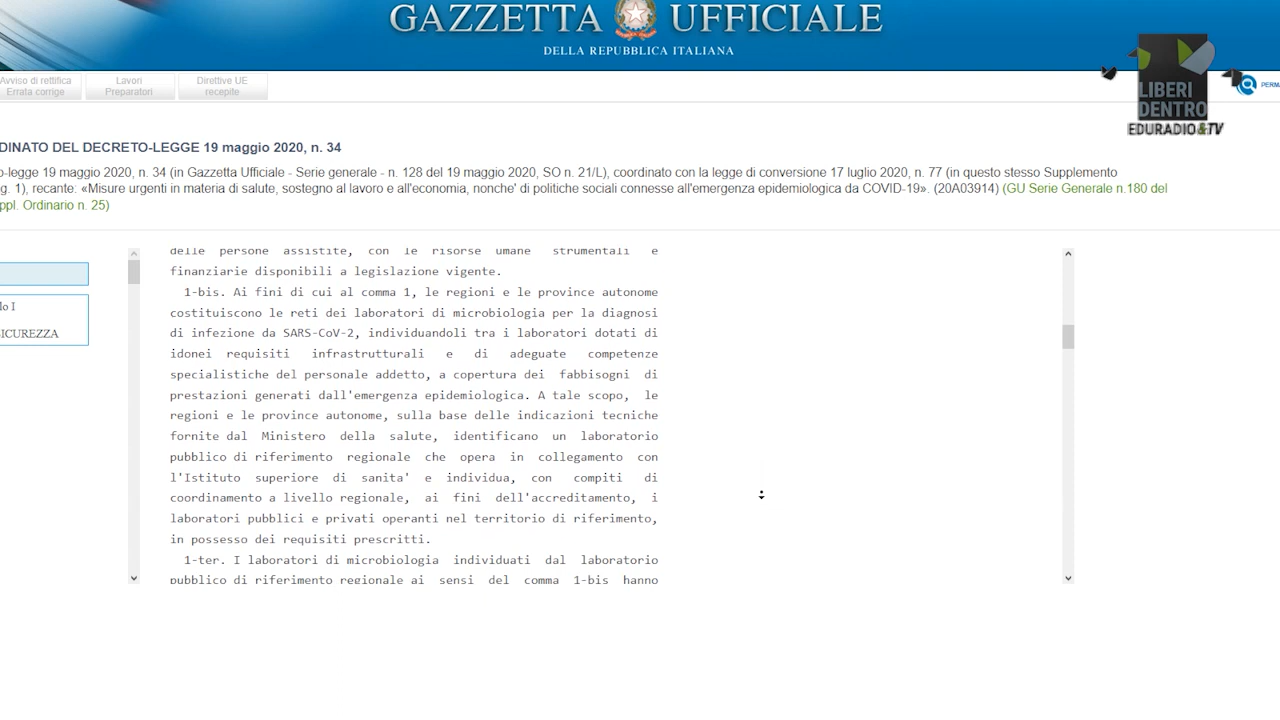 GAZZETTA UFFICIALE
DELLA REPUBBLICA ITALIANA
LIBERI
DENTRO
EDURADIO&TV
Avviso di rettifica
Errata corrige
Lavori
Preparatori
Direttive UE
recepite
DINATO DEL DECRETO-LEGGE 19 maggio 2020, n. 34
o-legge 19 maggio 2020, n. 34 (in Gazzetta Ufficiale - Serie generale - n. 128 del 19 maggio 2020, SO n. 21/L), coordinato con la legge di conversione 17 luglio 2020, n. 77 (in questo stesso Supplemento
g. 1), recante: «Misure urgenti in materia di salute, sostegno al lavoro e all'economia, nonche' di politiche sociali connesse all'emergenza epidemiologica da COVID-19». (20A03914) (GU Serie Generale n.180 del
ppl. Ordinario n. 25)
lo I
ICUREZZA
delle persone assistite, con le risorse umane strumentali e
finanziarie disponibili a legislazione vigente.
1-bis. Ai fini di cui al comma 1, le regioni e le province autonome
costituiscono le reti dei laboratori di microbiologia per la diagnosi
di infezione da SARS-CoV-2, individuandoli tra i laboratori dotati di
idonei requisiti infrastrutturali e di adeguate competenze
specialistiche del personale addetto, a copertura dei fabbisogni di
prestazioni generati dall'emergenza epidemiologica. A tale scopo, le
regioni e le province autonome, sulla base delle indicazioni tecniche
fornite dal Ministero della salute, identificano un laboratorio
pubblico di riferimento regionale che opera in collegamento con
l'Istituto superiore di sanita' e individua, con compiti di
coordinamento a livello regionale, ai fini dell'accreditamento, i
laboratori pubblici e privati operanti nel territorio di riferimento,
in possesso dei requisiti prescritti.
1-ter. I laboratori di microbiologia individuati dal laboratorio
pubblico di riferimento regionale ai sensi del comma 1-bis hanno